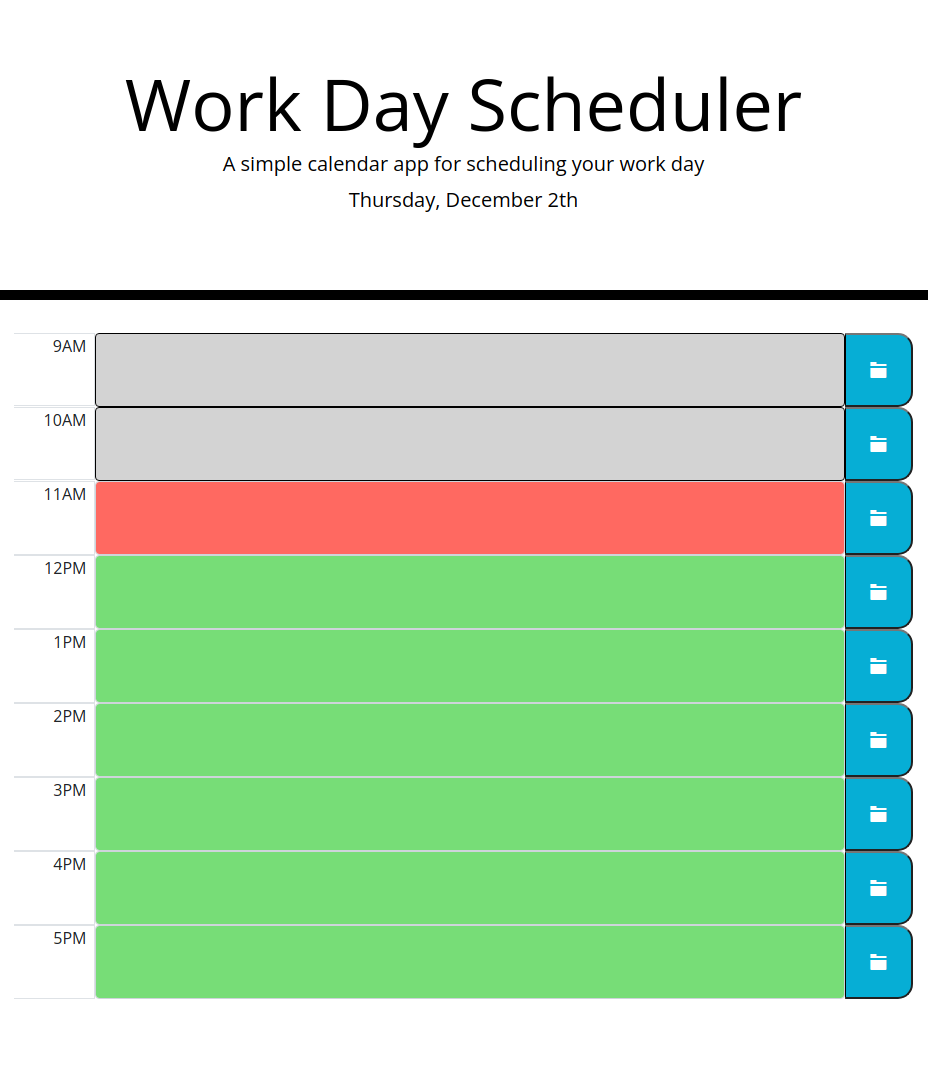 Work Day Scheduler
A simple calendar app for scheduling your work day
Thursday, December 2th
9AM
10AM
11AM
12PM
1PM
2PM
3PM
4PM
5PM